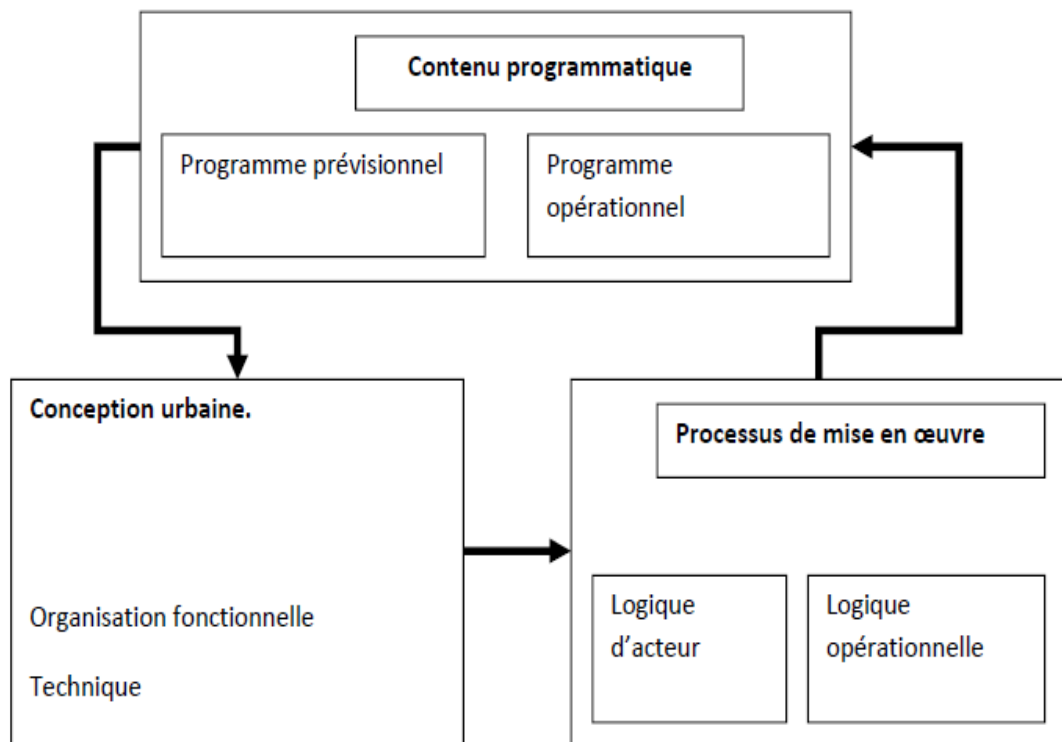 Contenu programmatique
Programme prévisionnel
Programme
opérationnel
Conception urbaine.
Organisation fonctionnelle
Technique
Processus de mise en œuvre
Logique
d’acteur
Logique
opérationnelle